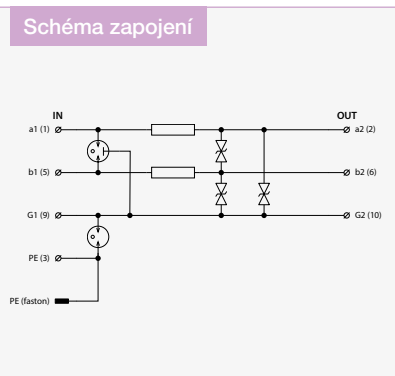 Schéma zapojení
IN OUT
a1 (1) a2 (2)
b1 (5) b2 (6)
G1 (9) G2 (10)
PE (3)
PE (faston)